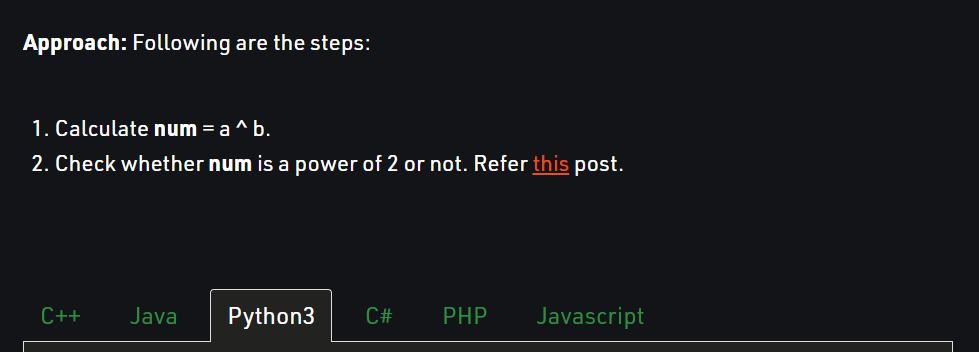 Approach: Following are the steps:
1. Calculate num = a ^ b.
2. Check whether num is a power of 2 or not. Refer this post.
C++ Java Python3 C# PHP Javascript